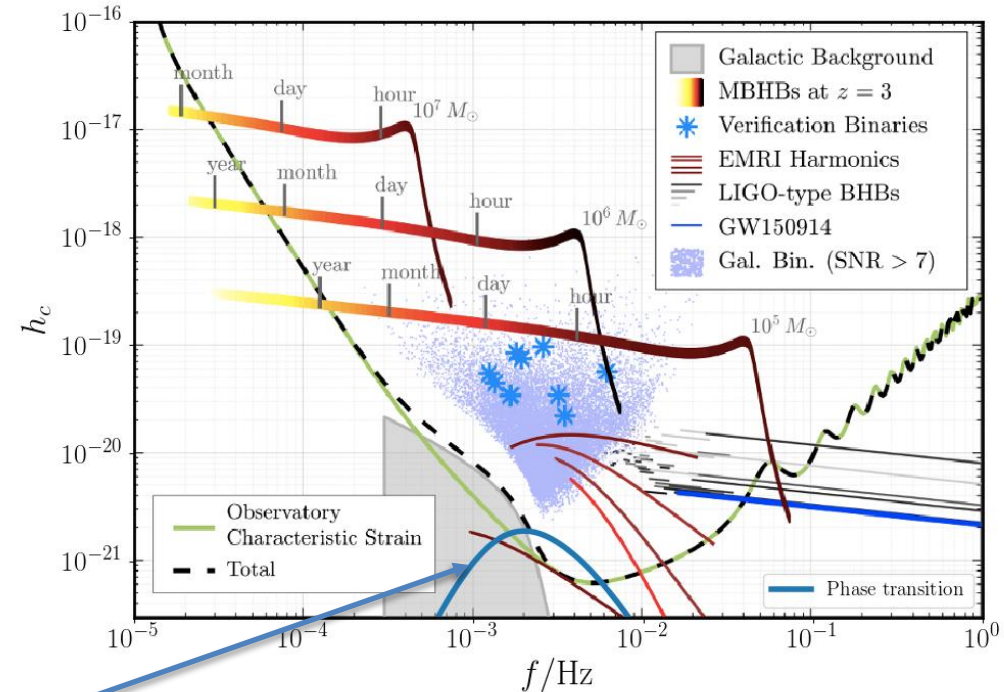 10^{-16}
10^{-17}
10^{-18}
10^{-19}
10^{-20}
10^{-21}
h_c
month
day
hour
10^7 M_⊙
year
month
day
hour
10^6 M_⊙
year
month
day
hour
10^5 M_⊙
Galactic Background
MBHBs at z = 3
Verification Binaries
EMRI Harmonics
LIGO-type BHBs
GW150914
Gal. Bin. (SNR > 7)
Observatory
Characteristic Strain
Total
Phase transition
10^{-5}
10^{-4}
10^{-3}
10^{-2}
10^{-1}
10^0
f/Hz